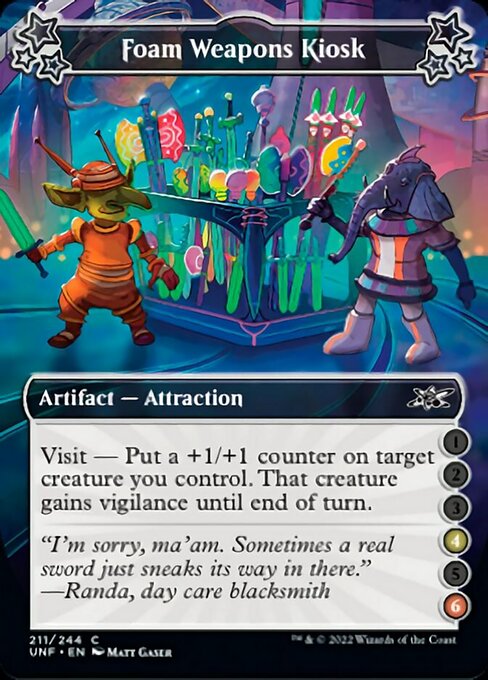 Foam Weapons Kiosk
Artifact — Attraction
Visit — Put a +1/+1 counter on target
creature you control. That creature
gains vigilance until end of turn.
“I’m sorry, ma’am. Sometimes a real
sword just sneaks its way in there.”
—Randa, day care blacksmith
1
2
3
4
5
6
211/244 C
UNF • EN Matt Gaser
™ & © 2022 Wizards of the Coast